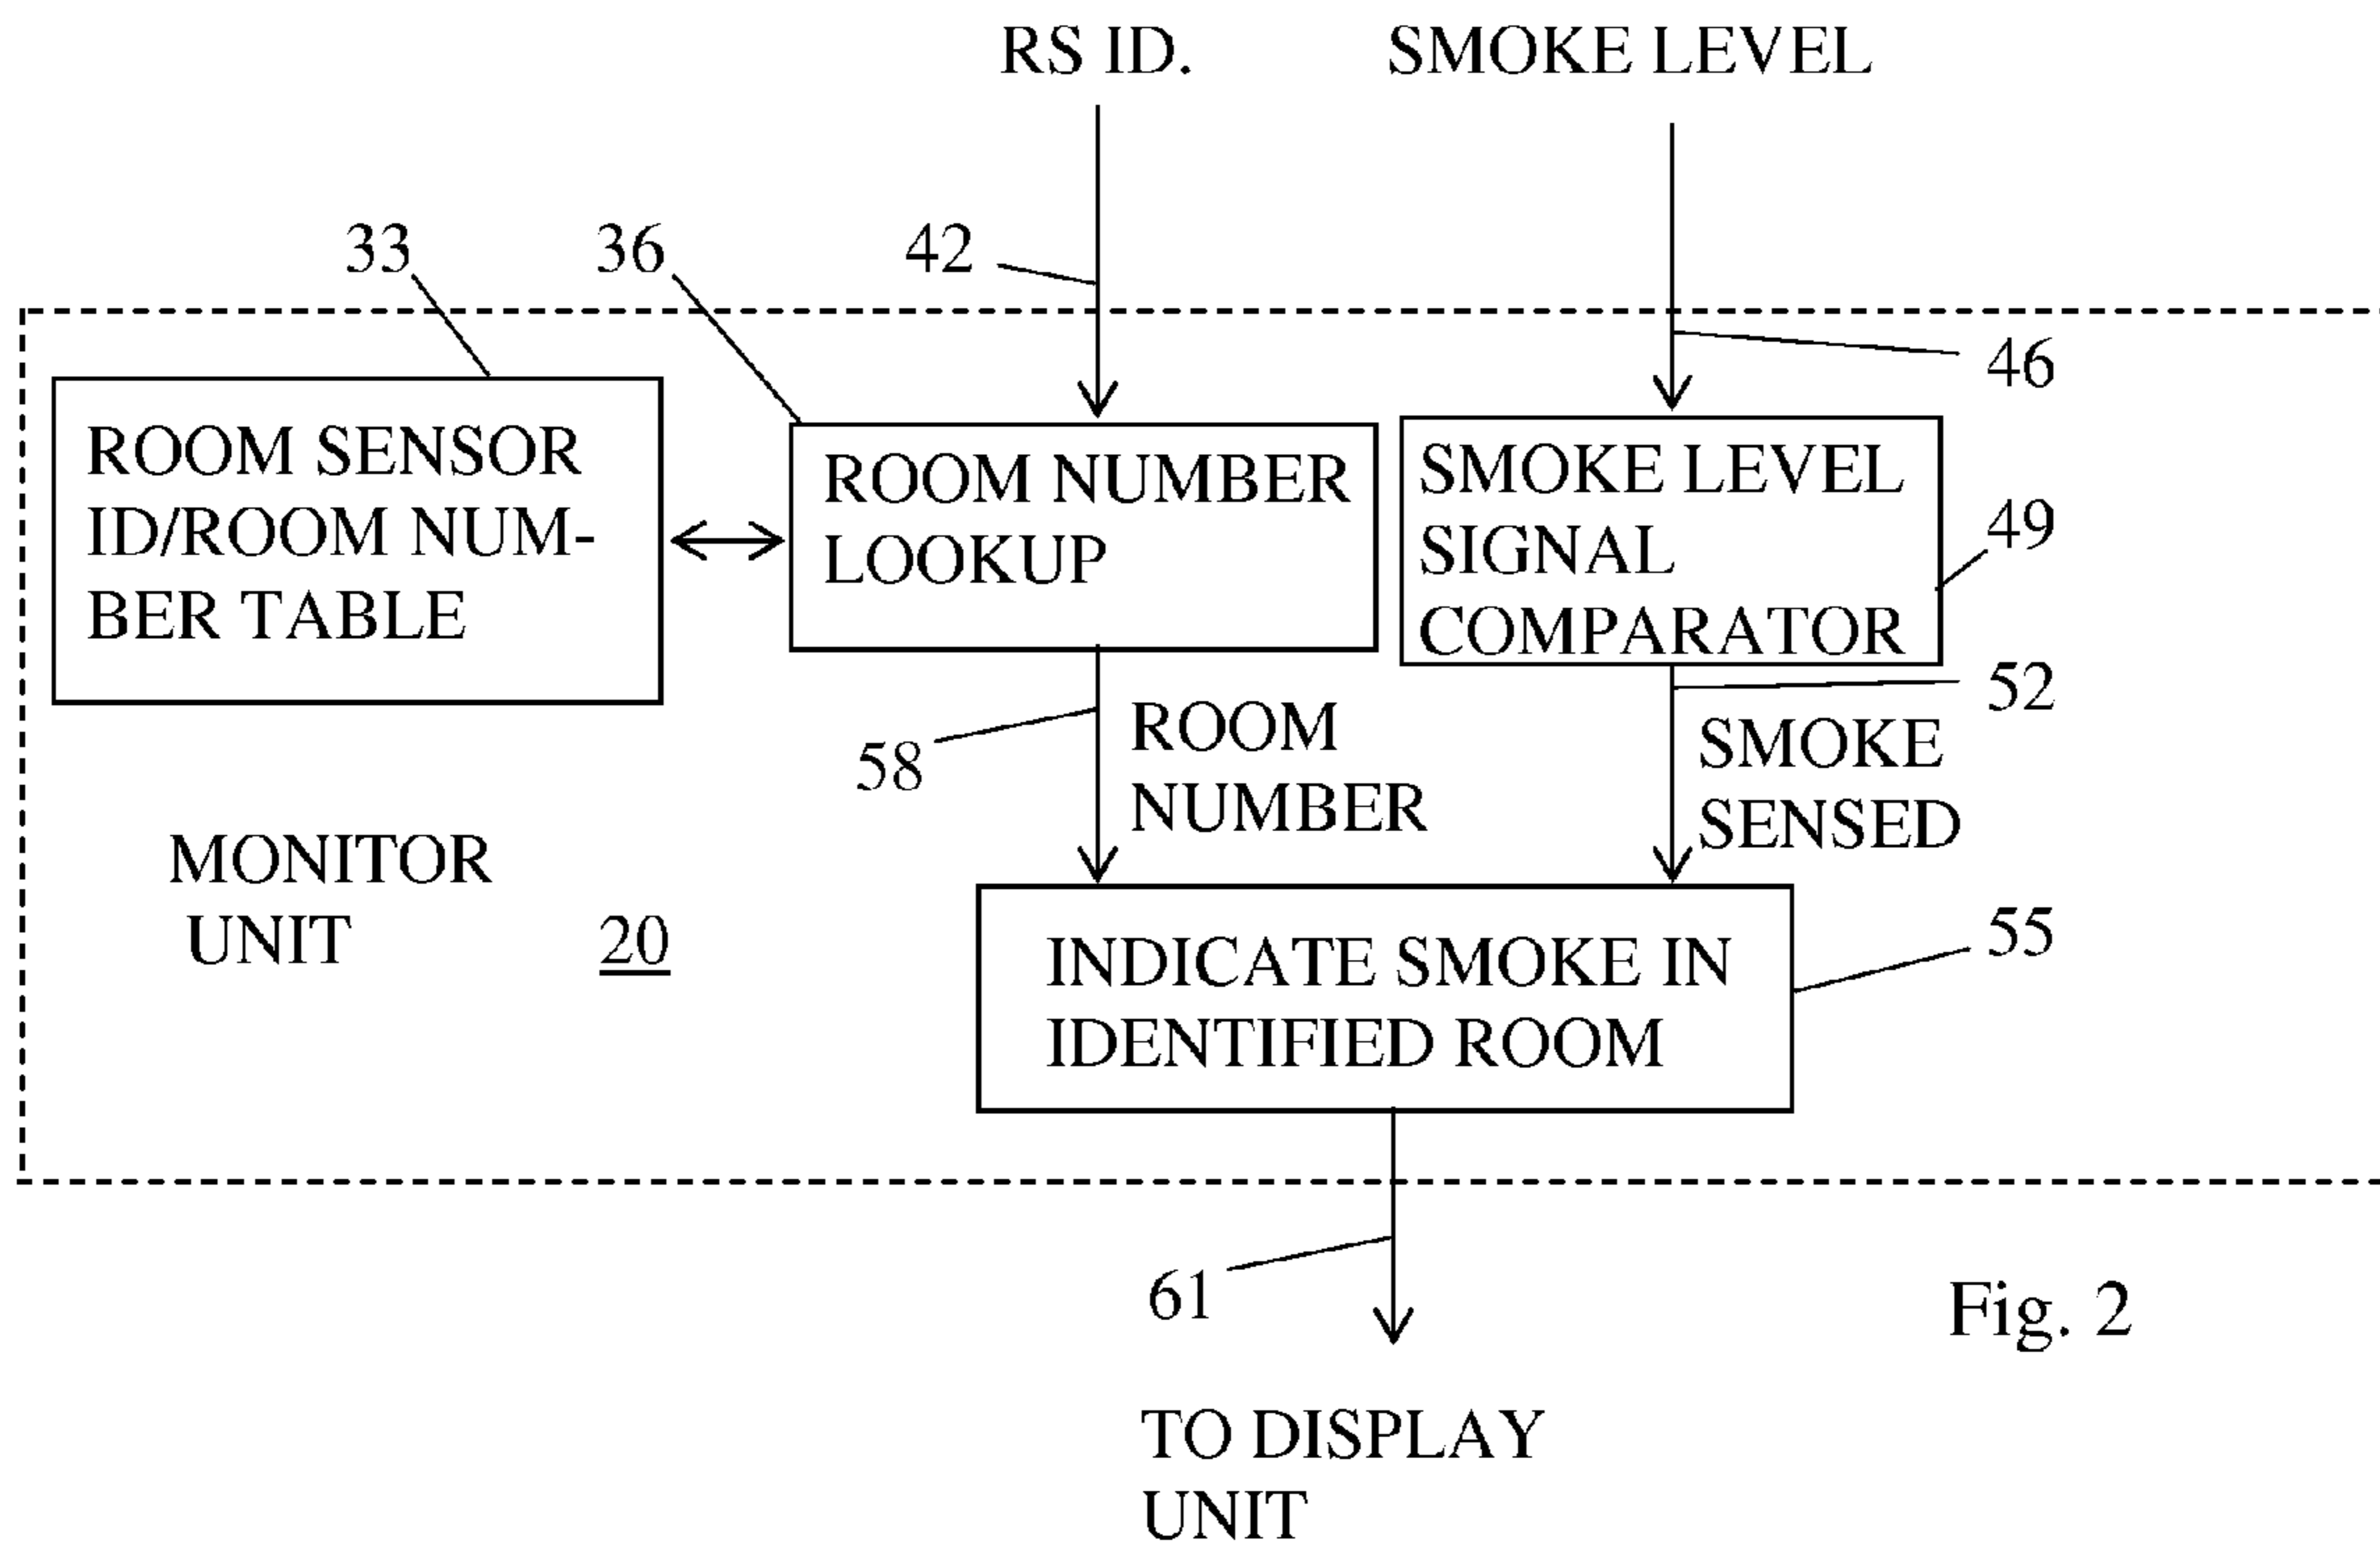 RS ID.
SMOKE LEVEL
33
36
42
46
ROOM SENSOR
ID/ROOM NUM-
BER TABLE
ROOM NUMBER
LOOKUP
SMOKE LEVEL
SIGNAL
COMPARATOR
49
52
58
ROOM
NUMBER
SMOKE
SENSED
MONITOR
UNIT
20
INDICATE SMOKE IN
IDENTIFIED ROOM
55
61
Fig. 2
TO DISPLAY
UNIT